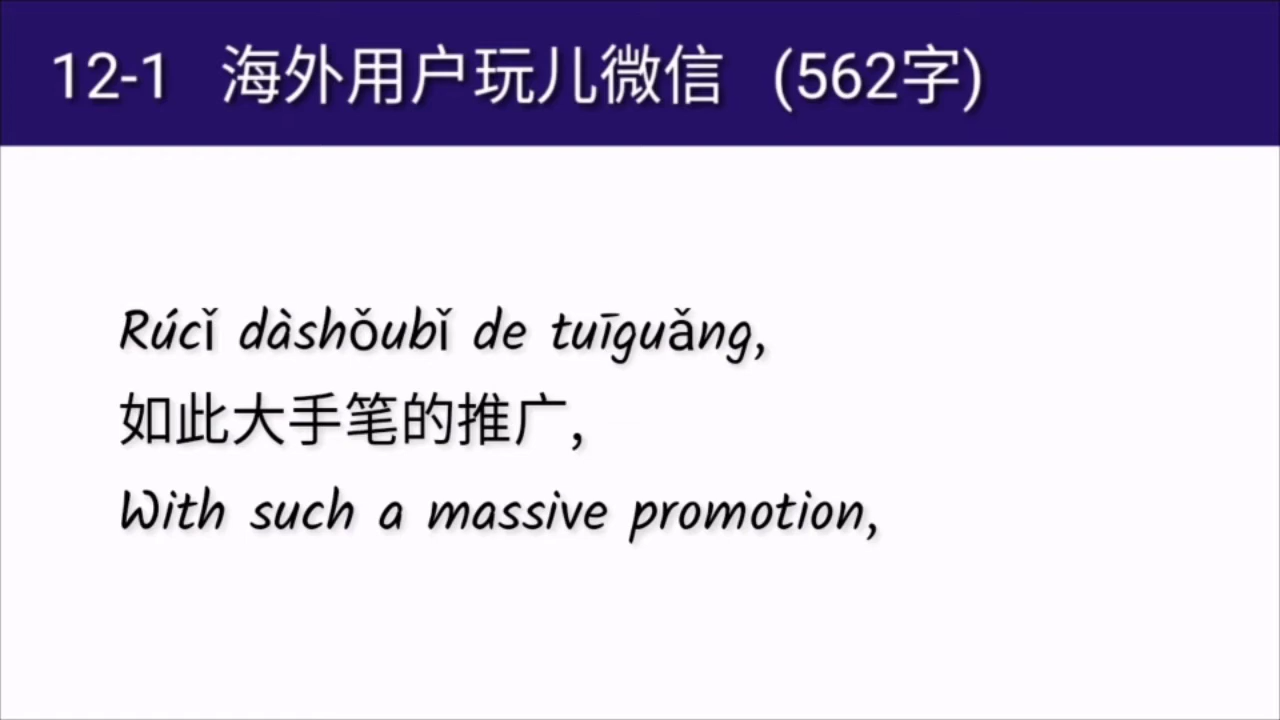 12-1 海外用户玩儿微信 (562字)
Rúcǐ dàshǒubǐ de tuīguǎng,
如此大手笔的推广,
With such a massive promotion,